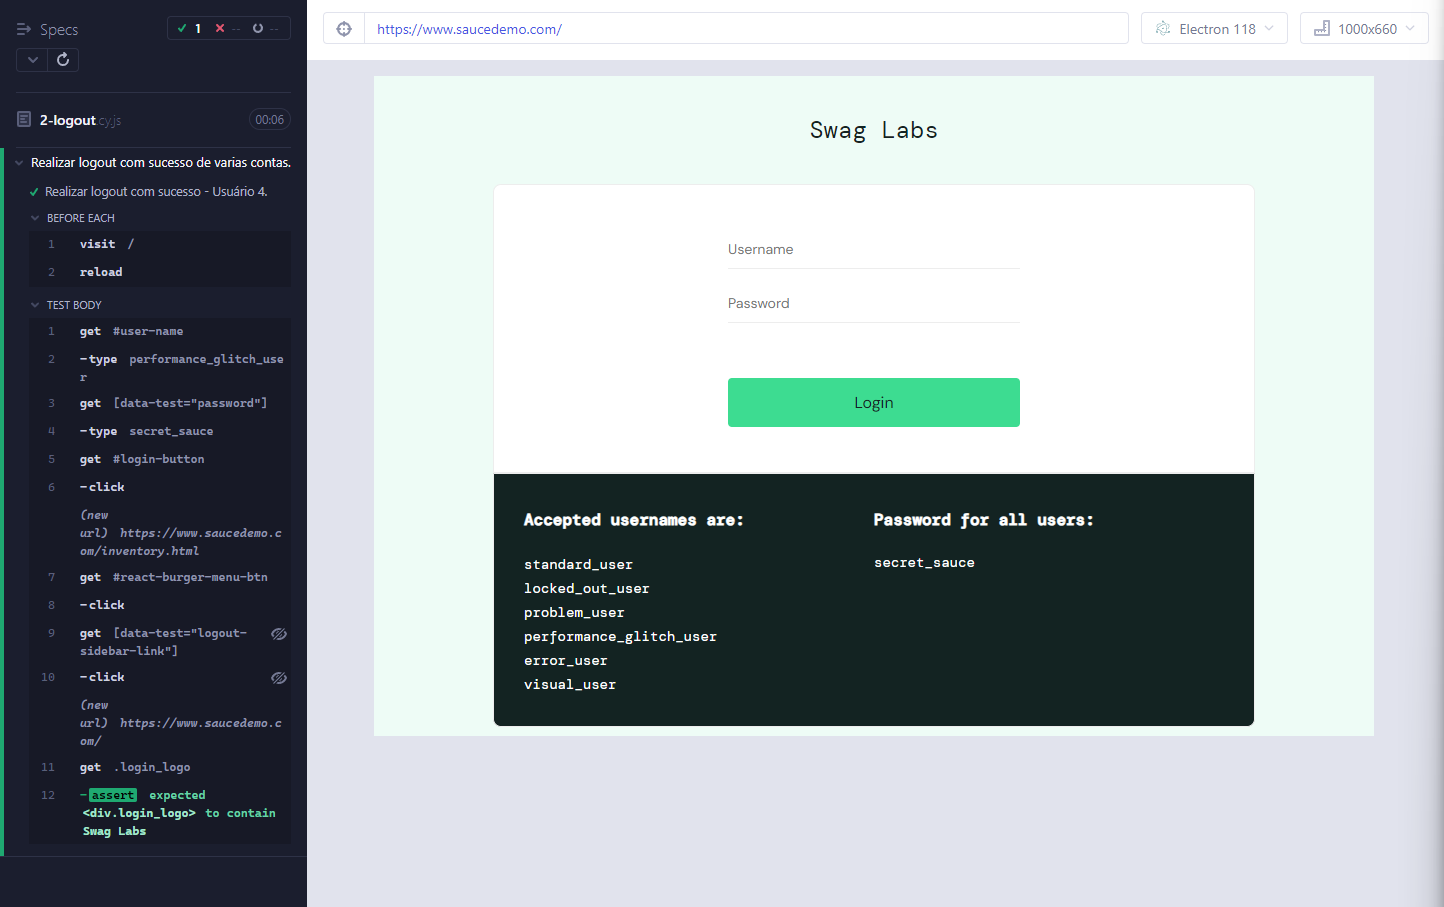 Specs
1 -- --
2-logout.cy.js 00:06
Realizar logout com sucesso de varias contas.
Realizar logout com sucesso - Usuário 4.
BEFORE EACH
1 visit /
2 reload
TEST BODY
1 get #user-name
2 -type performance_glitch_use
r
3 get [data-test="password"]
4 -type secret_sauce
5 get #login-button
6 -click
(new
url) https://www.saucedemo.c
om/inventory.html
7 get #react-burger-menu-btn
8 -click
9 get [data-test="logout-
sidebar-link"]
10 -click
(new
url) https://www.saucedemo.c
om/
11 get .login_logo
12 -assert expected
<div.login_logo> to contain
Swag Labs
https://www.saucedemo.com/
Electron 118
1000x660
Swag Labs
Username
Password
Login
Accepted usernames are:
standard_user
locked_out_user
problem_user
performance_glitch_user
error_user
visual_user
Password for all users:
secret_sauce